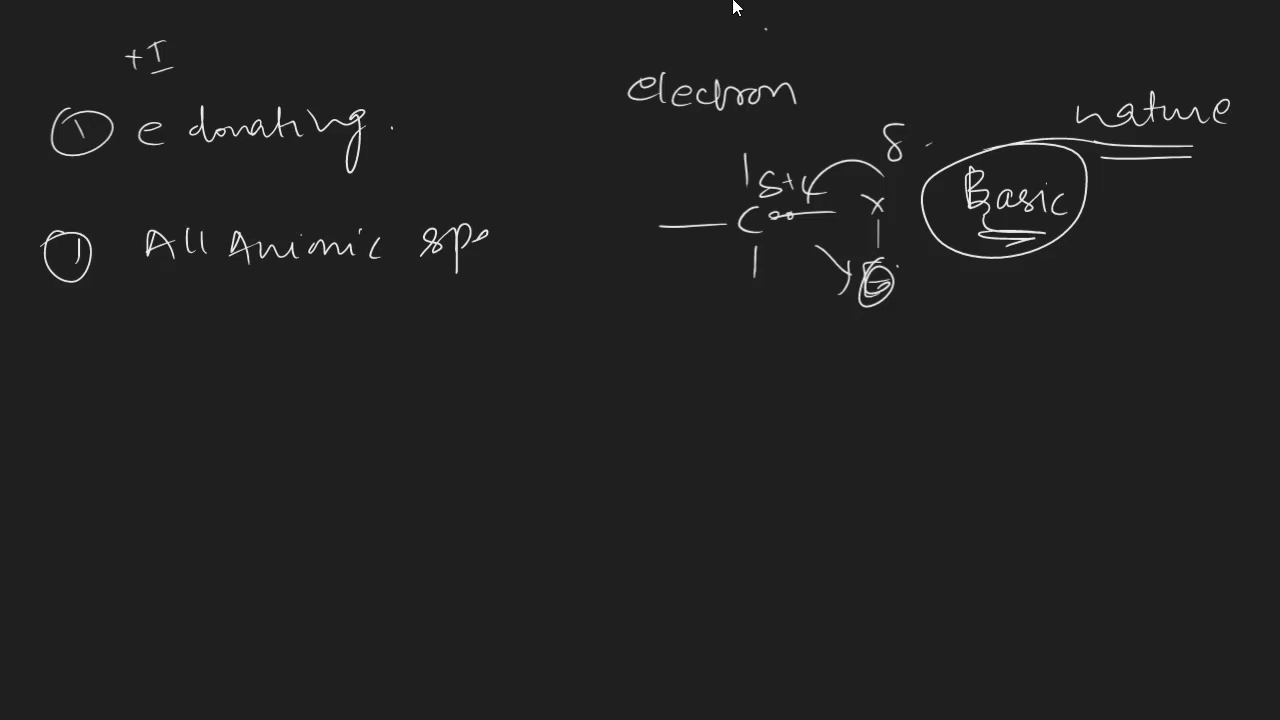 +I
① e donating.
① All Anionic spe
electron
nature
Basic
δ
δ+
C
x
y